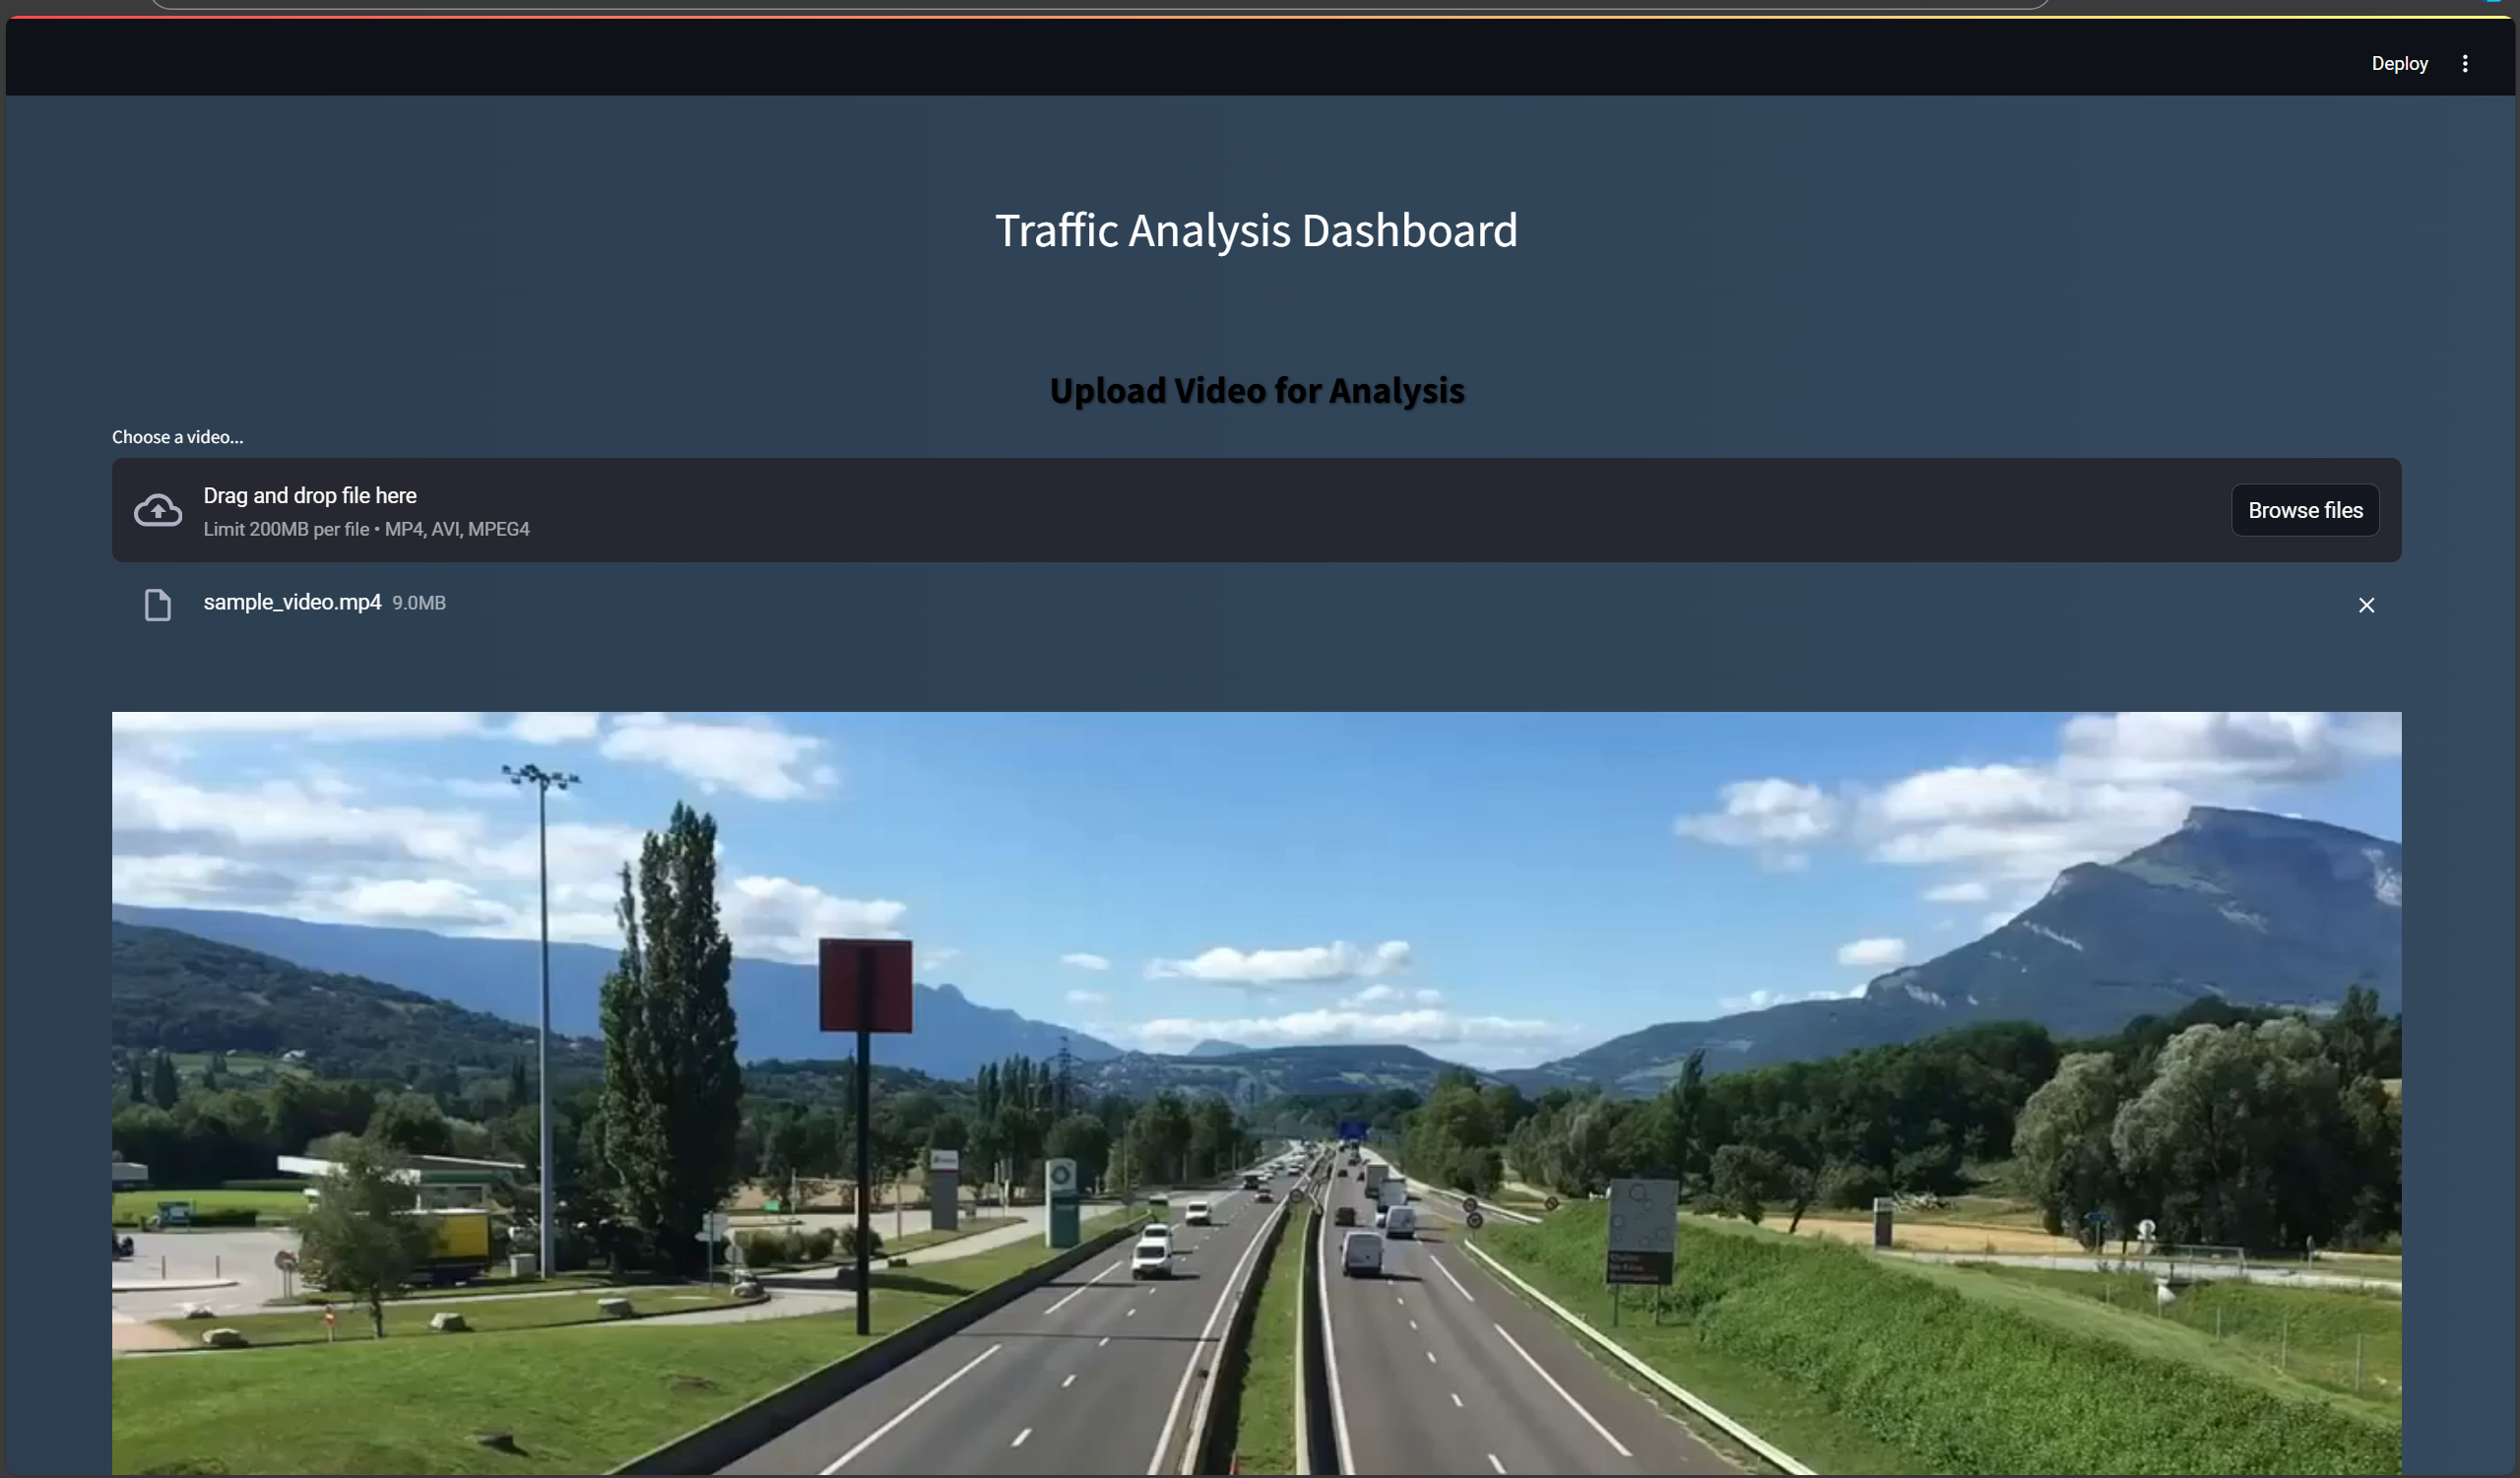 Deploy
Traffic Analysis Dashboard
Upload Video for Analysis
Choose a video...
Drag and drop file here
Limit 200MB per file • MP4, AVI, MPEG4
Browse files
sample_video.mp4 9.0MB